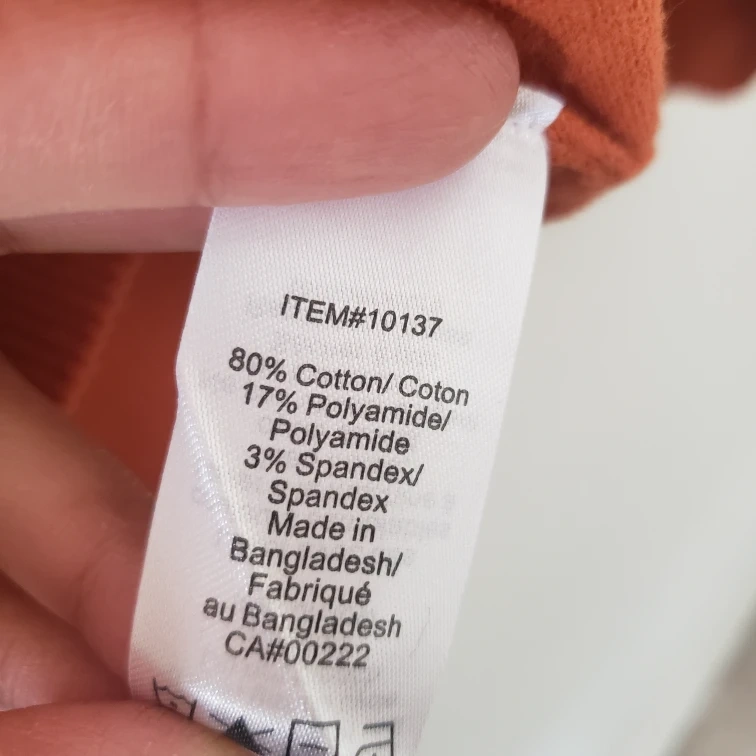 ITEM#10137
80% Cotton/ Coton
17% Polyamide/
Polyamide
3% Spandex/
Spandex
Made in
Bangladesh/
Fabriqué
au Bangladesh
CA#00222